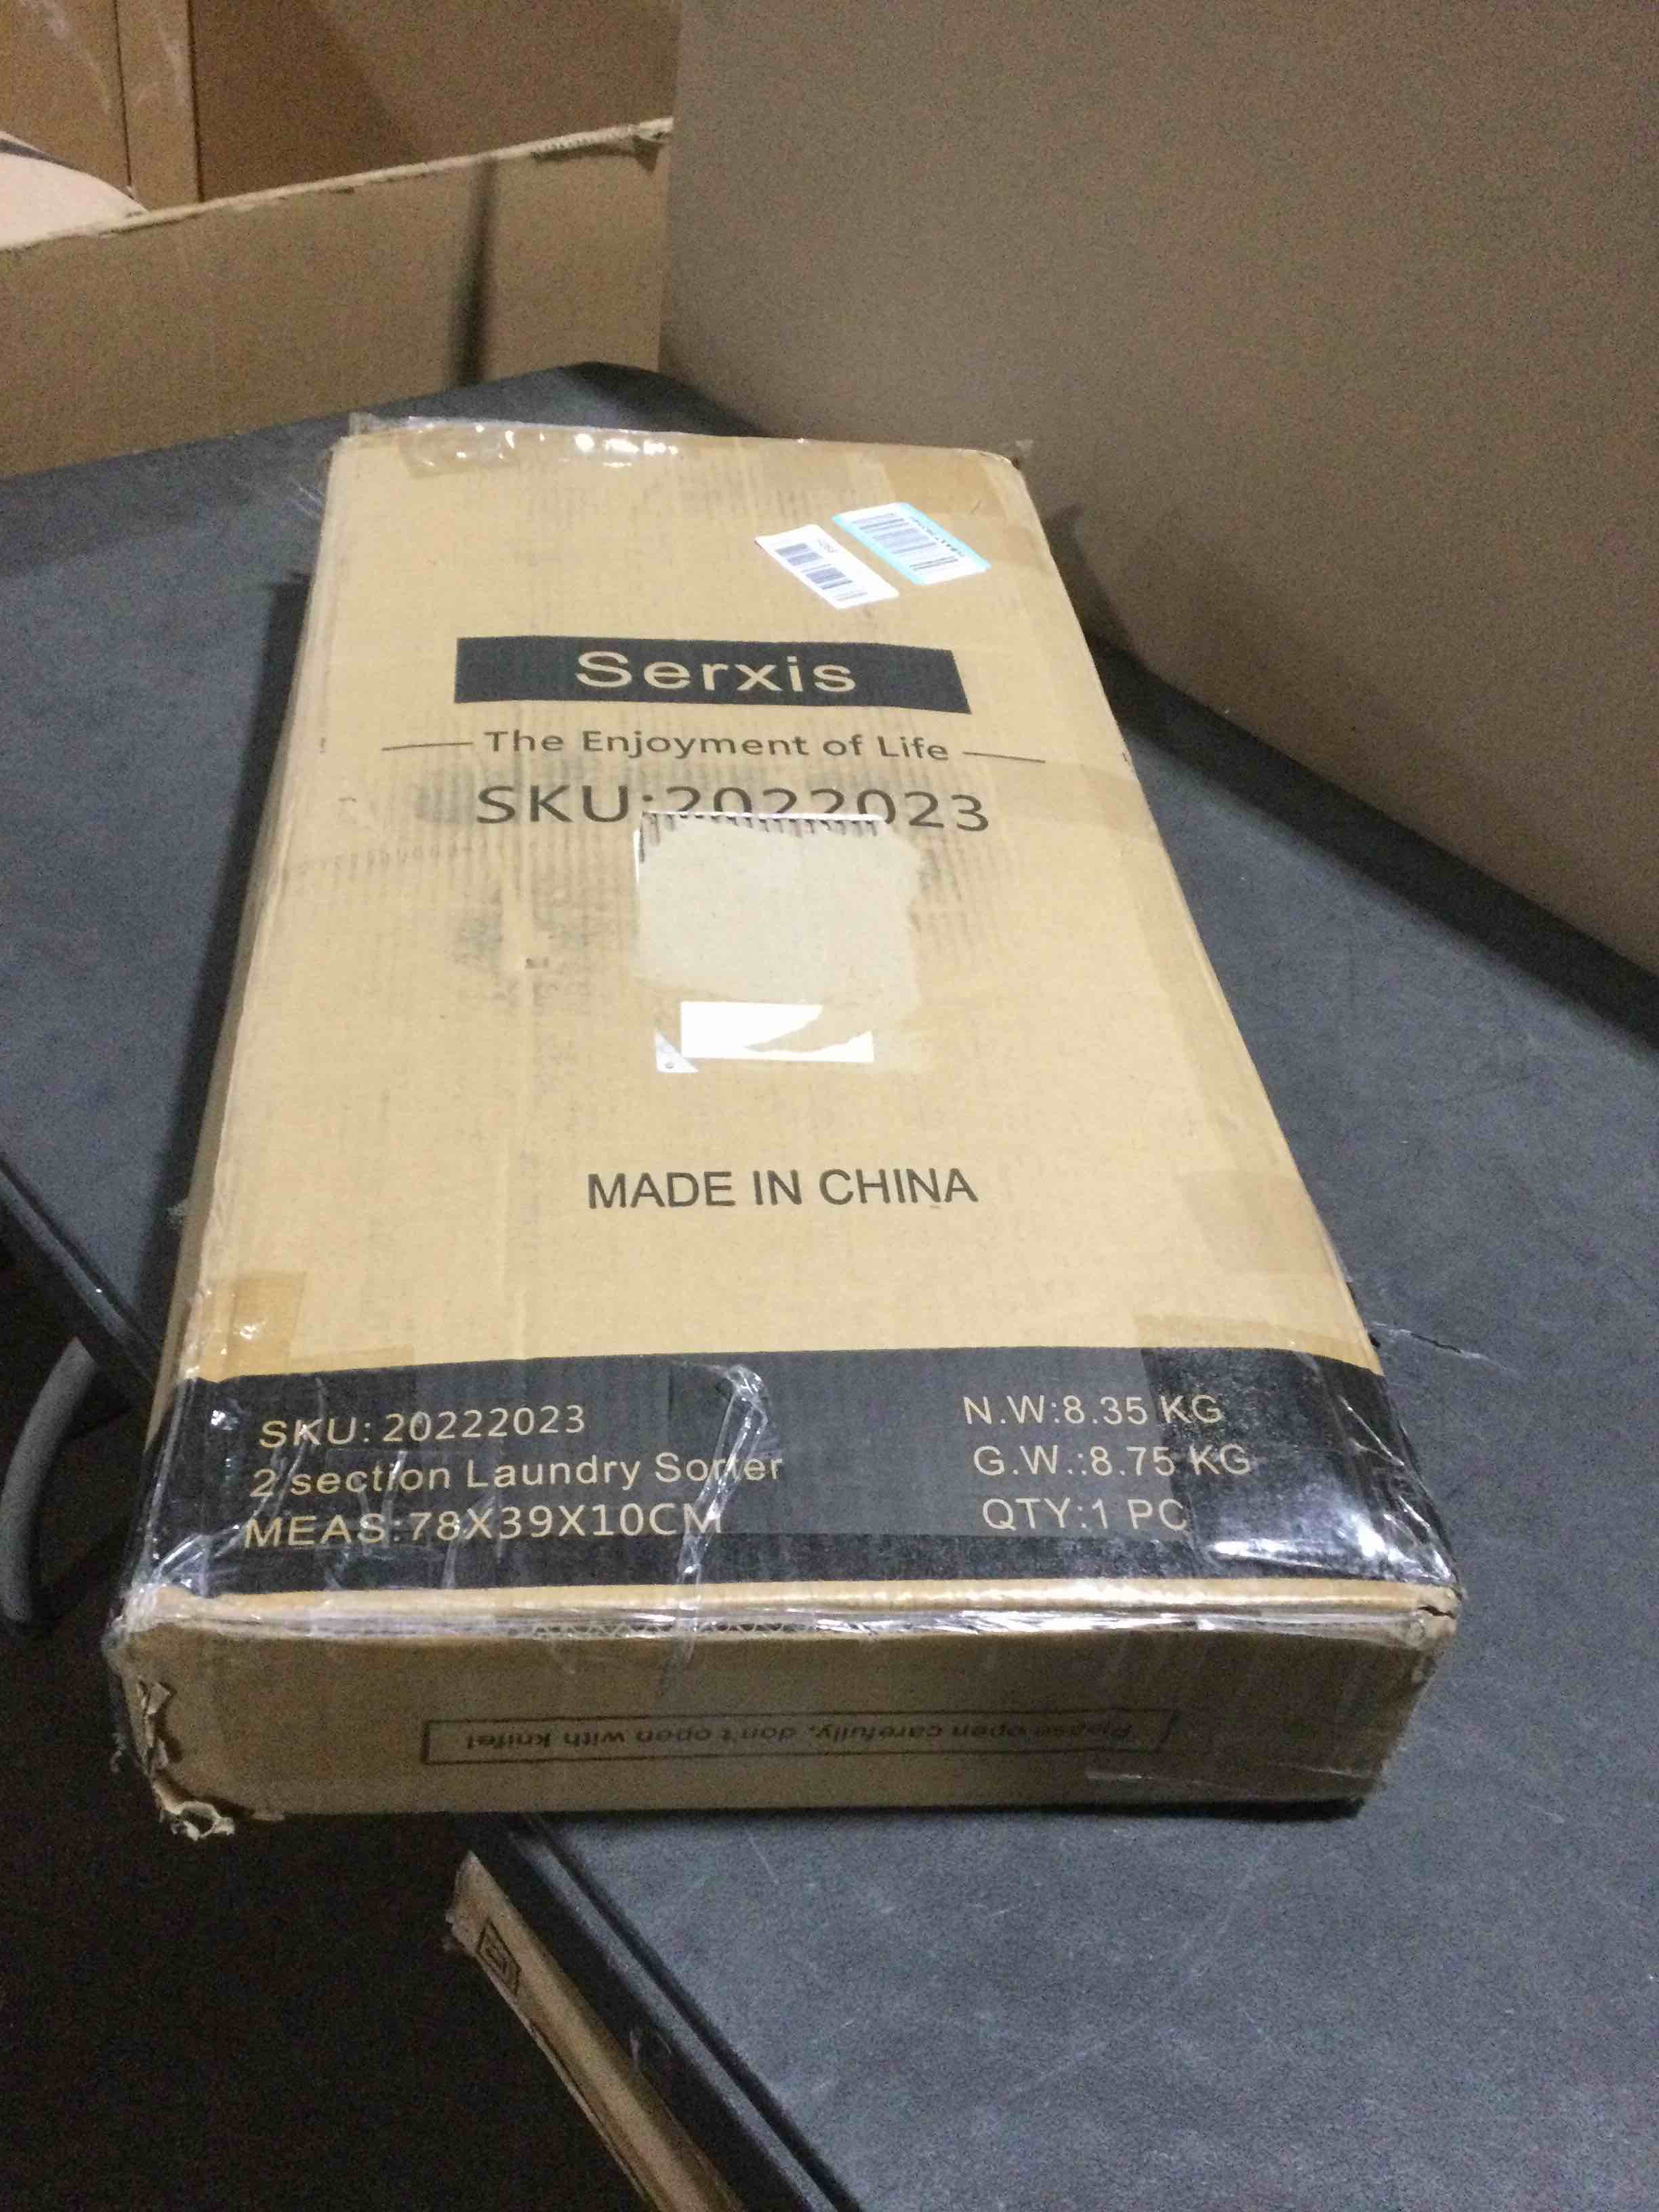 Serxis
The Enjoyment of Life
SKU:2022023
MADE IN CHINA
SKU: 20222023
2 section Laundry Sorter
MEAS:78X39X10CM
N.W:8.35 KG
G.W.:8.75 KG
QTY:1 PC
Please open carefully, don't open with knife!